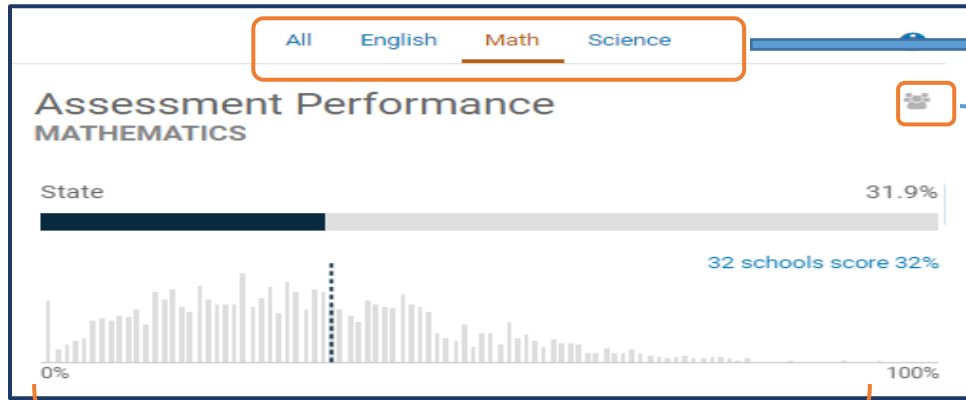 All English Math Science
Assessment Performance
MATHEMATICS
State 31.9%
32 schools score 32%
0% 100%